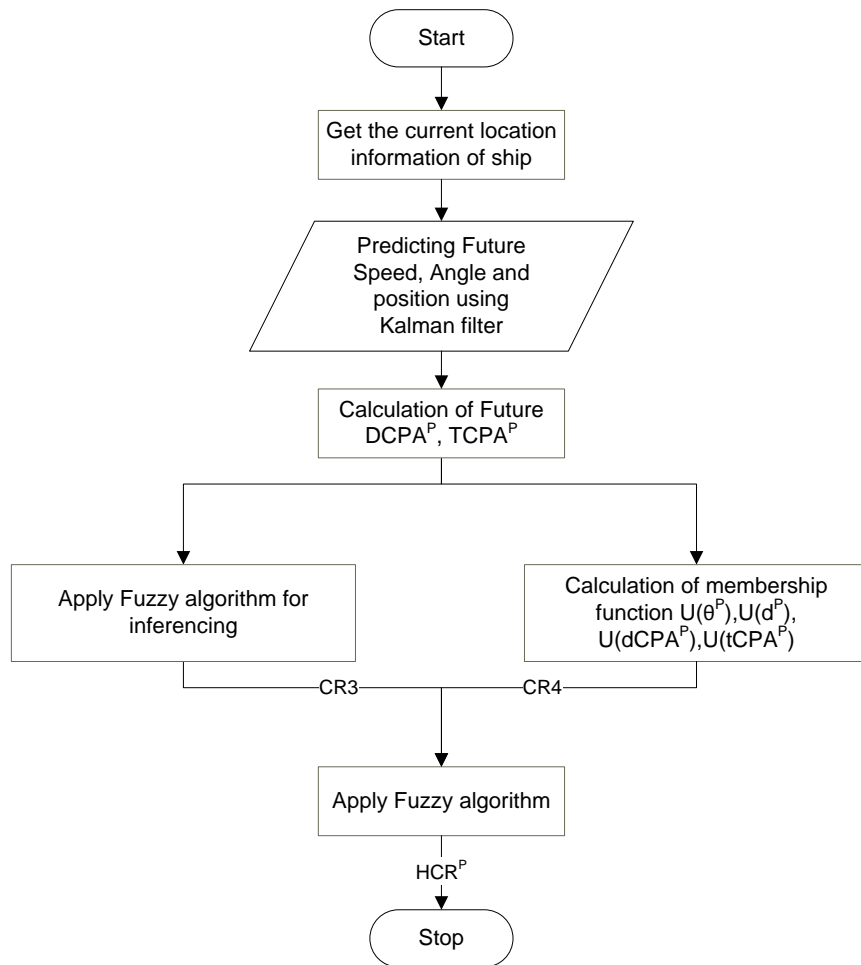 Start
Get the current location
information of ship
Predicting Future
Speed, Angle and
position using
Kalman filter
Calculation of Future
DCPA^P, TCPA^P
Apply Fuzzy algorithm for
inferencing
Calculation of membership
function U(θ^P),U(d^P),
U(dCPA^P),U(tCPA^P)
CR3
CR4
Apply Fuzzy algorithm
HCR^P
Stop